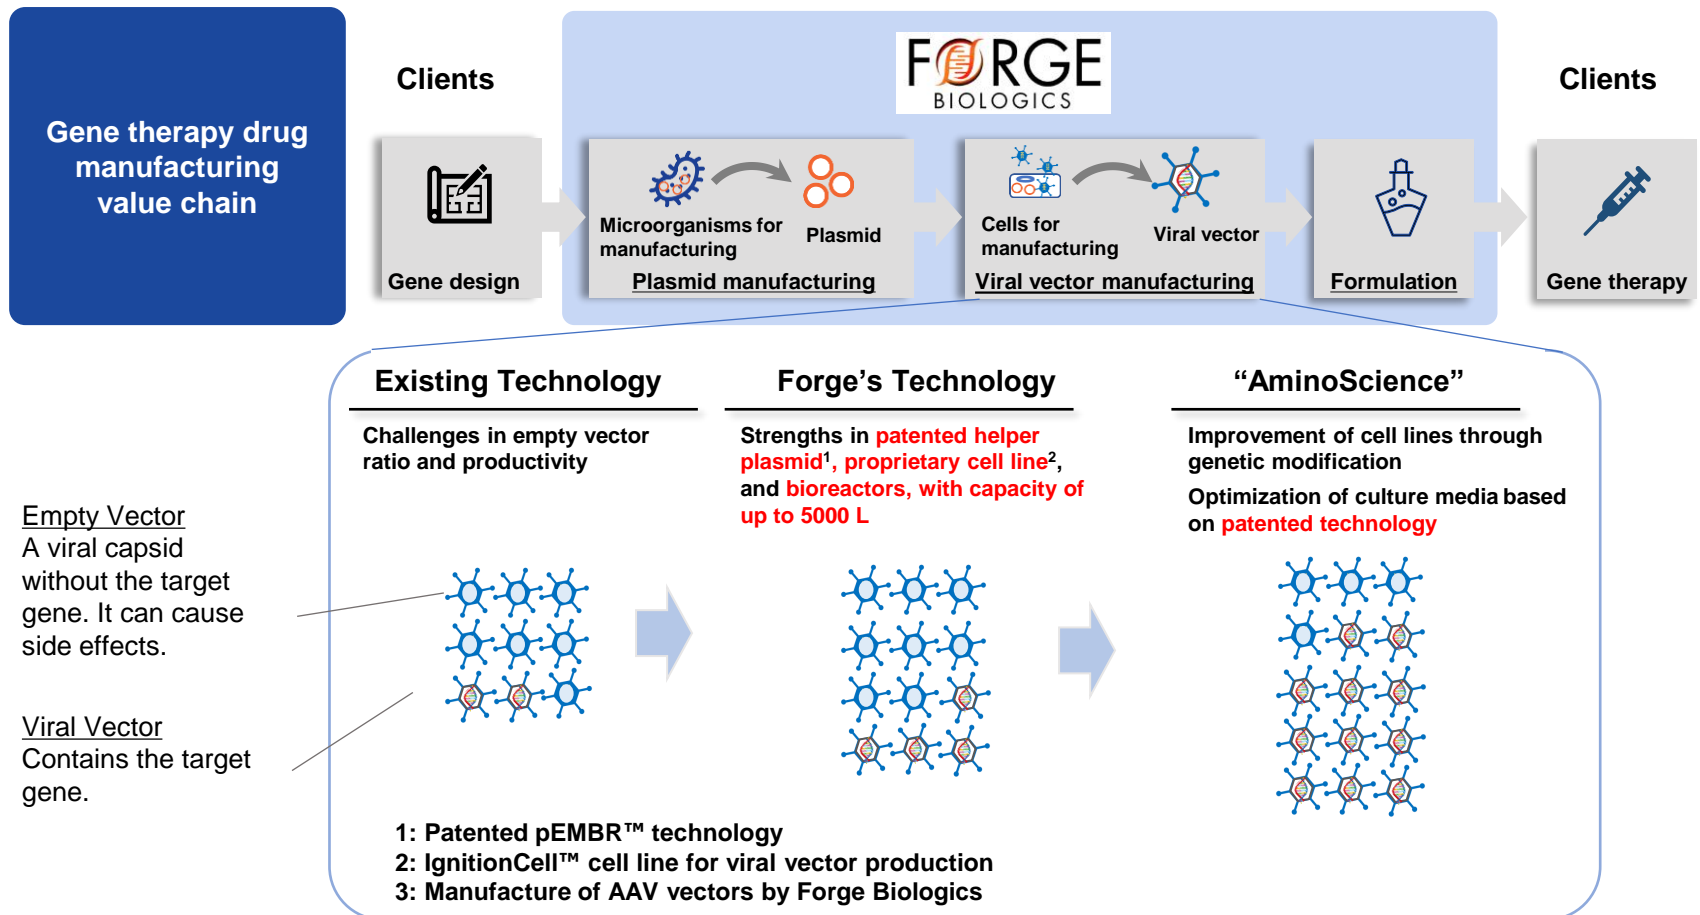 Gene therapy drug
manufacturing
value chain
Clients
FORGE
BIOLOGICS
Clients
Gene design
Microorganisms for
manufacturing
Plasmid
Plasmid manufacturing
Cells for
manufacturing
Viral vector
Viral vector manufacturing
Formulation
Gene therapy
Existing Technology
Challenges in empty vector
ratio and productivity
Forge’s Technology
Strengths in patented helper
plasmid¹, proprietary cell line²,
and bioreactors, with capacity of
up to 5000 L
“AminoScience”
Improvement of cell lines through
genetic modification
Optimization of culture media based
on patented technology
Empty Vector
A viral capsid
without the target
gene. It can cause
side effects.
Viral Vector
Contains the target
gene.
1: Patented pEMBR™ technology
2: IgnitionCell™ cell line for viral vector production
3: Manufacture of AAV vectors by Forge Biologics